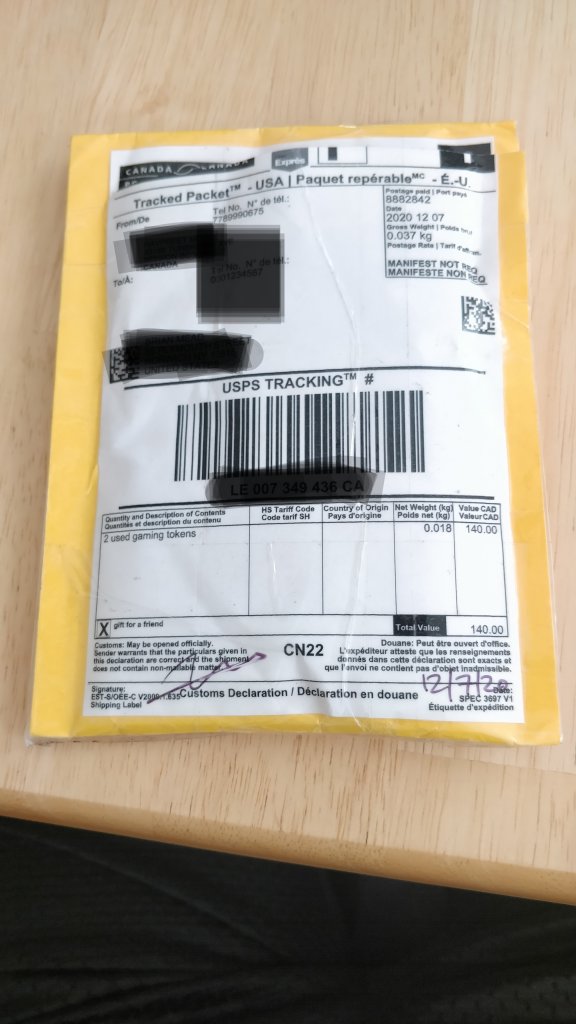 CANADA CANADA
Exprès
Tracked Packet™ - USA | Paquet repérable^MC - É.-U.
From/De
Tel No. N° de tél.:
7789990675
Postage paid | Port payé
8882842
Date
2020 12 07
Gross Weight | Poids brut
0.037 kg
Postage Rate | Tarif d'affran.
MANIFEST NOT REQ
MANIFESTE NON REQ
CANADA
To/À:
Tel No. N° de tél.:
USPS TRACKING™ #
Quantity and Description of Contents
Quantités et description du contenu
HS Tariff Code
Code tarif SH
Country of Origin
Pays d'origine
Net Weight (kg)
Poids net (kg)
Value CAD
Valeur CAD
2 used gaming tokens 0.018 140.00
X gift for a friend
Total Value 140.00
Customs: May be opened officially.
Sender warrants that the particulars given in
this declaration are correct and the shipment
does not contain non-mailable matter.
CN22
Douane: Peut être ouvert d'office.
L'expéditeur atteste que les renseignements
donnés dans cette déclaration sont exacts et
que l'envoi ne contient pas d'objet inadmissible.
12/7/20
Signature:
Date:
EST-S/OEE-C V2009.1.635
Shipping Label
Customs Declaration / Déclaration en douane
SPEC 3697 V1
Étiquette d'expédition